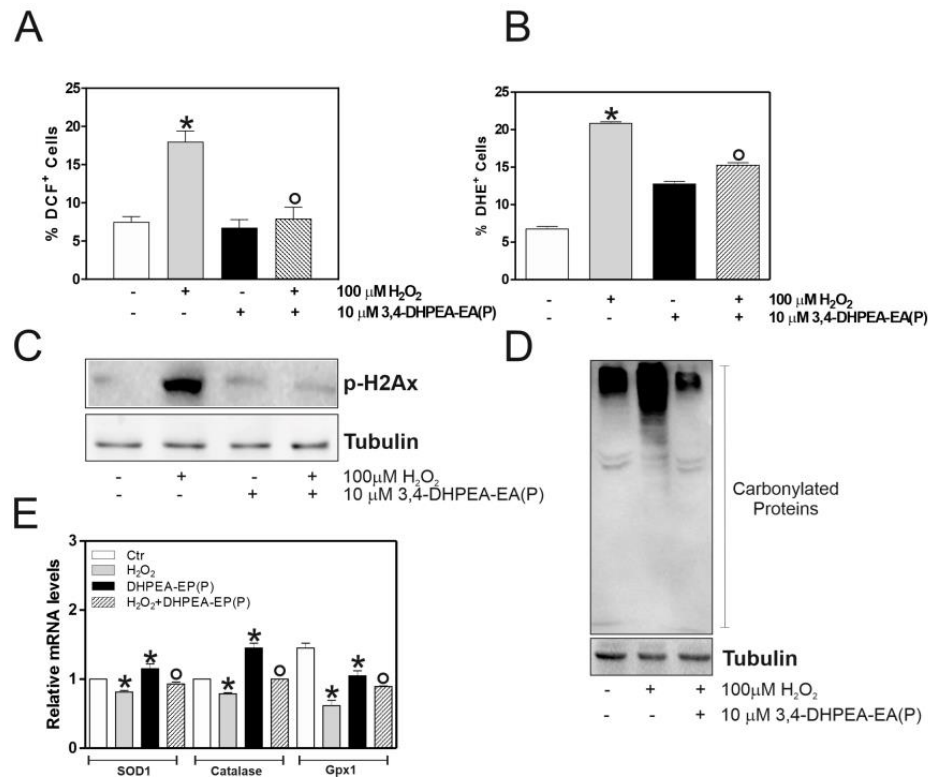 A
% DCF⁺ Cells
25
20
15
10
5
0
*
o
- + - + 100 µM H₂O₂
- - + + 10 µM 3,4-DHPEA-EA(P)
B
% DHE⁺ Cells
25
20
15
10
5
0
*
o
- + - + 100 µM H₂O₂
- - + + 10 µM 3,4-DHPEA-EA(P)
C
p-H2Ax
Tubulin
- + - + 100µM H₂O₂
- - + + 10 µM 3,4-DHPEA-EA(P)
D
Carbonylated
Proteins
Tubulin
- + + 100µM H₂O₂
- - + 10 µM 3,4-DHPEA-EA(P)
E
Relative mRNA levels
3
2
1
0
Ctr
H₂O₂
DHPEA-EP(P)
H₂O₂+DHPEA-EP(P)
* * o * * o * * o
SOD1 Catalase Gpx1